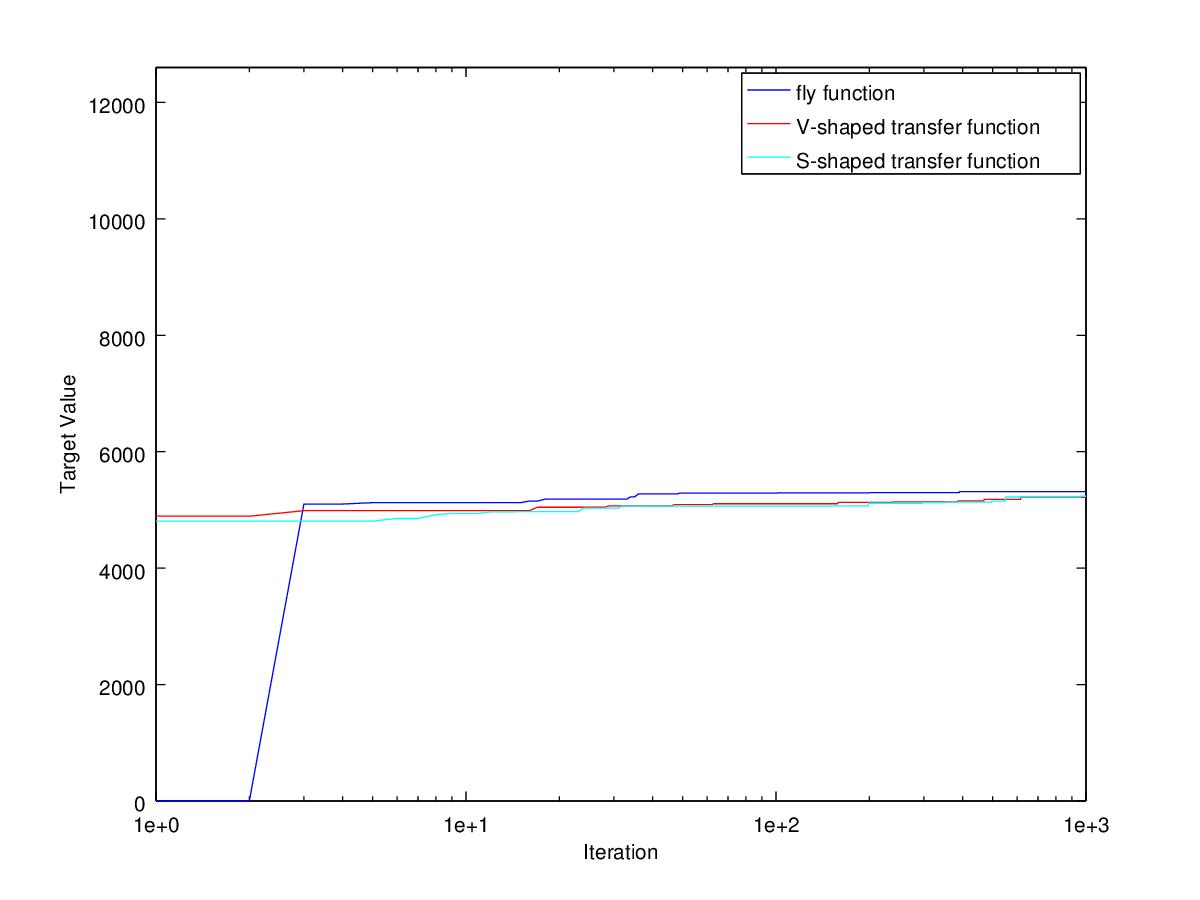 fly function
V-shaped transfer function
S-shaped transfer function
12000
10000
8000
6000
4000
2000
0
Target Value
1e+0 1e+1 1e+2 1e+3
Iteration